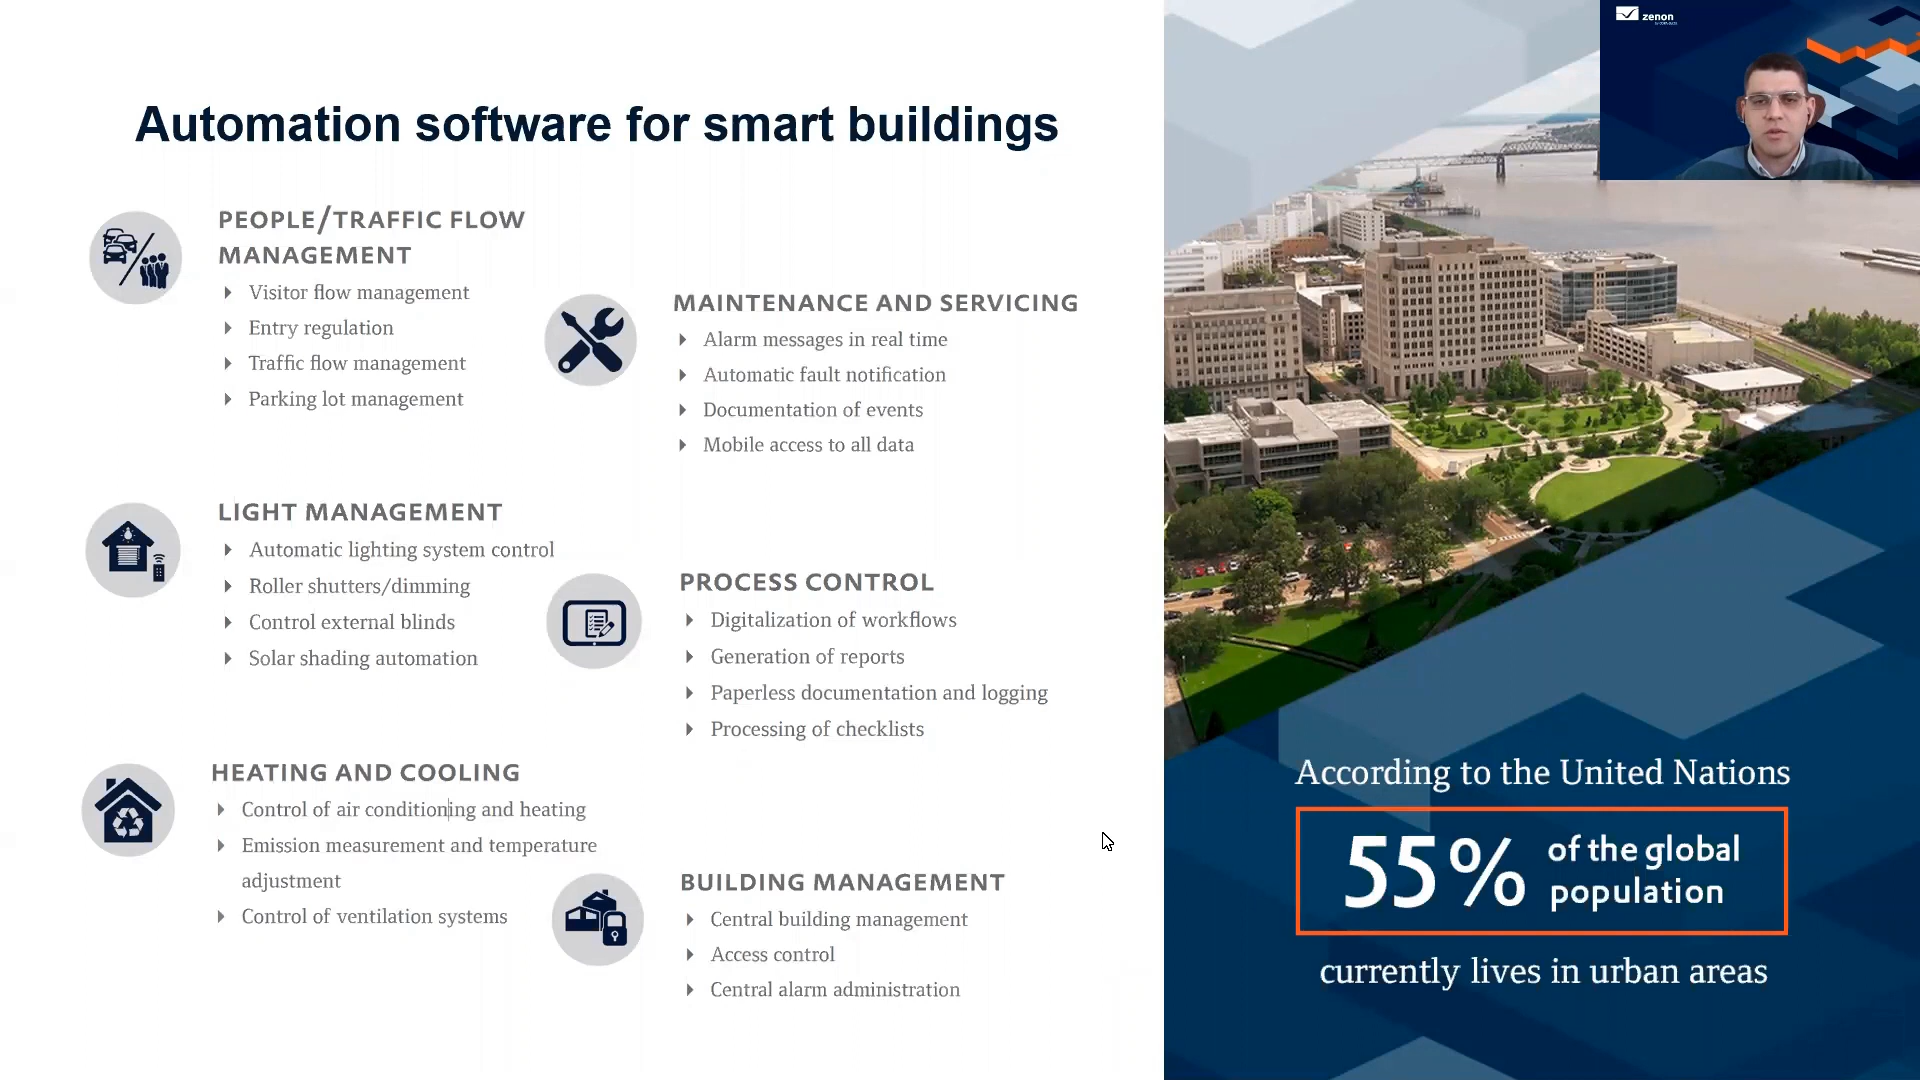 Automation software for smart buildings
PEOPLE/TRAFFIC FLOW
MANAGEMENT
Visitor flow management
Entry regulation
Traffic flow management
Parking lot management
MAINTENANCE AND SERVICING
Alarm messages in real time
Automatic fault notification
Documentation of events
Mobile access to all data
LIGHT MANAGEMENT
Automatic lighting system control
Roller shutters/dimming
Control external blinds
Solar shading automation
PROCESS CONTROL
Digitalization of workflows
Generation of reports
Paperless documentation and logging
Processing of checklists
HEATING AND COOLING
Control of air conditioning and heating
Emission measurement and temperature
adjustment
Control of ventilation systems
BUILDING MANAGEMENT
Central building management
Access control
Central alarm administration
zenon
According to the United Nations
55% of the global
population
currently lives in urban areas